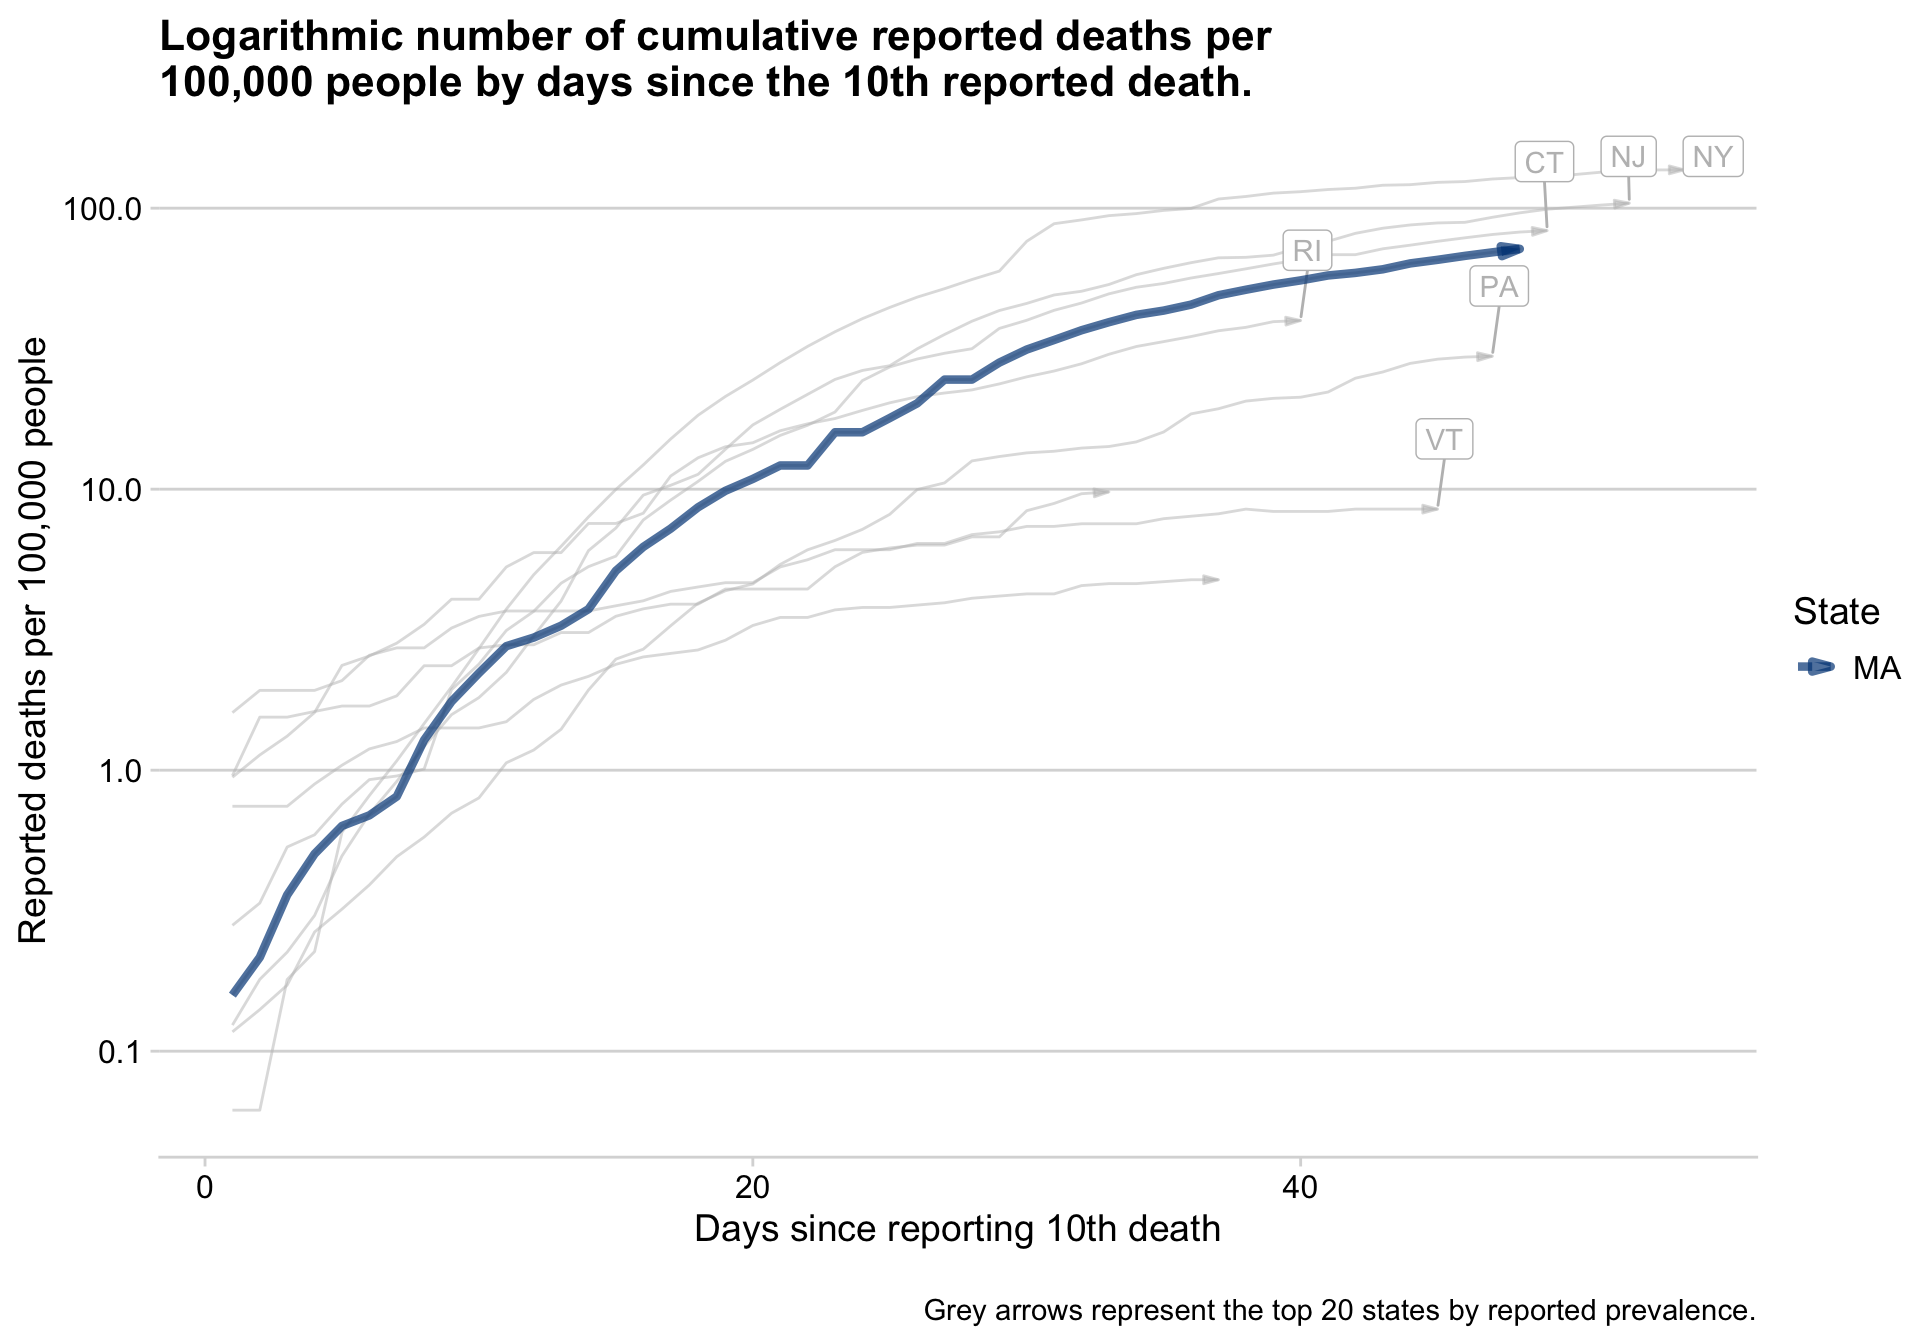 Logarithmic number of cumulative reported deaths per
100,000 people by days since the 10th reported death.
CT
NJ
NY
100.0
RI
PA
VT
10.0
1.0
0.1
Reported deaths per 100,000 people
State
MA
0
20
40
Days since reporting 10th death
Grey arrows represent the top 20 states by reported prevalence.